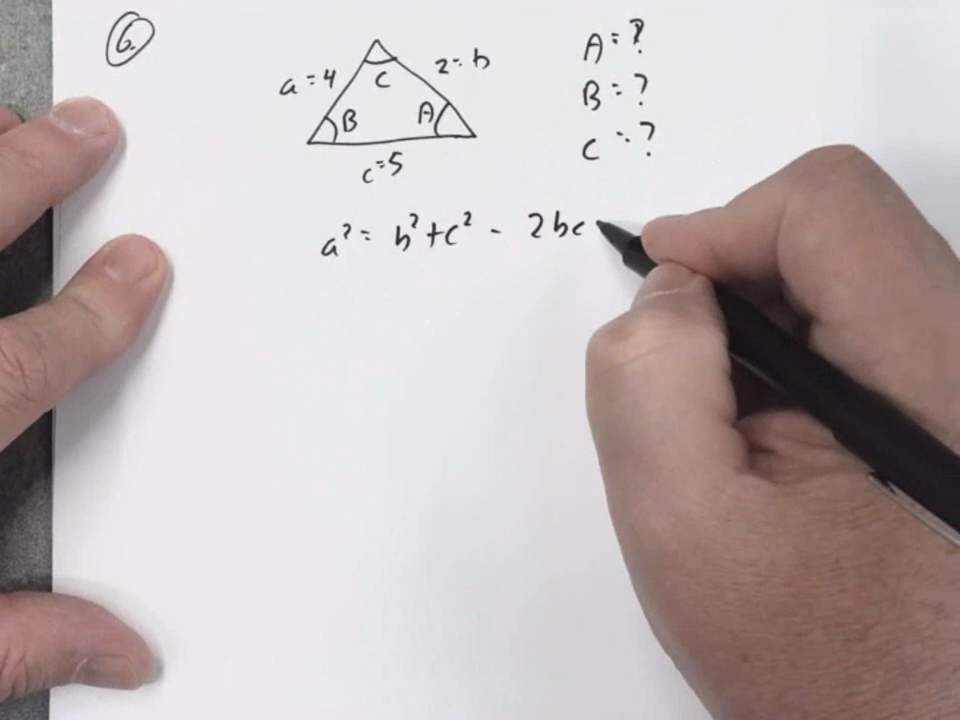 6.
a = 4
2 = b
C
B
A
c = 5
A = ?
B = ?
C = ?
a² = b² + c² - 2bc